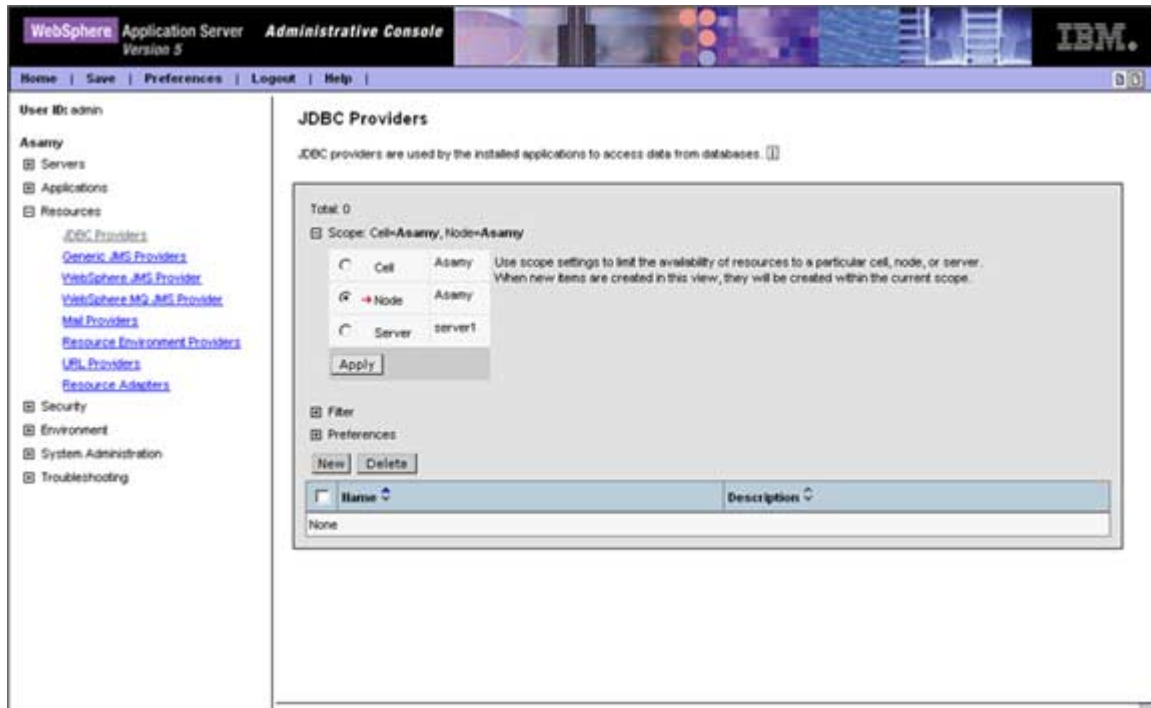 WebSphere Application Server Administrative Console
Version 5
IBM.
Home | Save | Preferences | Logout | Help |
User ID: admin
Asamy
Servers
Applications
Resources
JDBC Providers
Generic JMS Providers
WebSphere JMS Provider
WebSphere MQ JMS Provider
Mail Providers
Resource Environment Providers
URL Providers
Resource Adapters
Security
Environment
System Administration
Troubleshooting
JDBC Providers
JDBC providers are used by the installed applications to access data from databases.
Total: 0
Scope: Cell=Asamy, Node=Asamy
Cell Asamy
Node Asamy
Server server1
Use scope settings to limit the availability of resources to a particular cell, node, or server.
When new items are created in this view, they will be created within the current scope.
Apply
Filter
Preferences
New Delete
Name Description
None